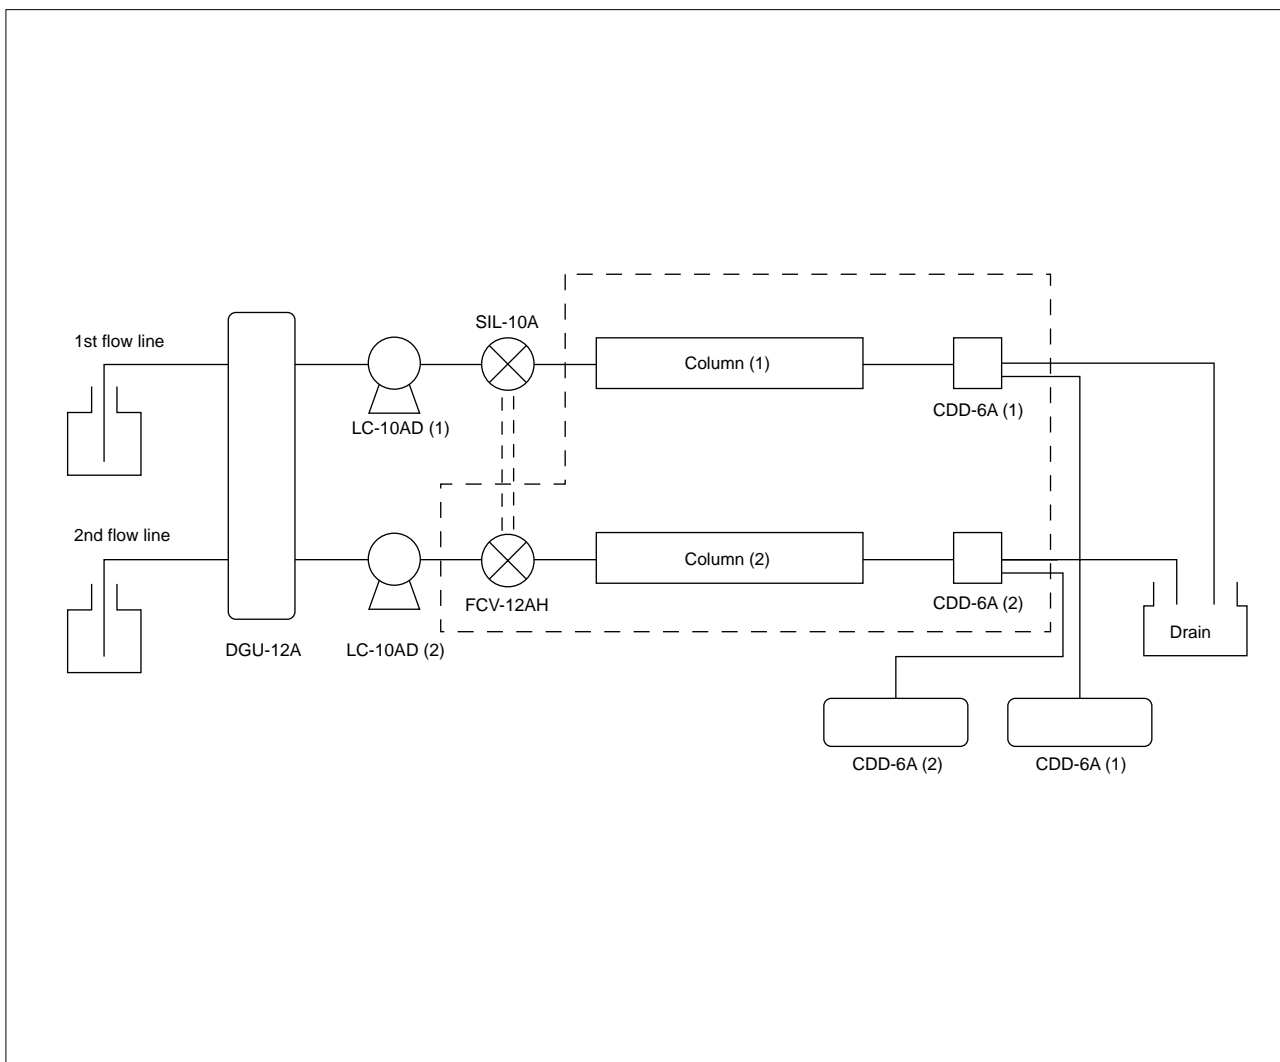 SIL-10A
1st flow line
Column (1)
CDD-6A (1)
LC-10AD (1)
2nd flow line
Column (2)
FCV-12AH
CDD-6A (2)
Drain
DGU-12A
LC-10AD (2)
CDD-6A (2)
CDD-6A (1)